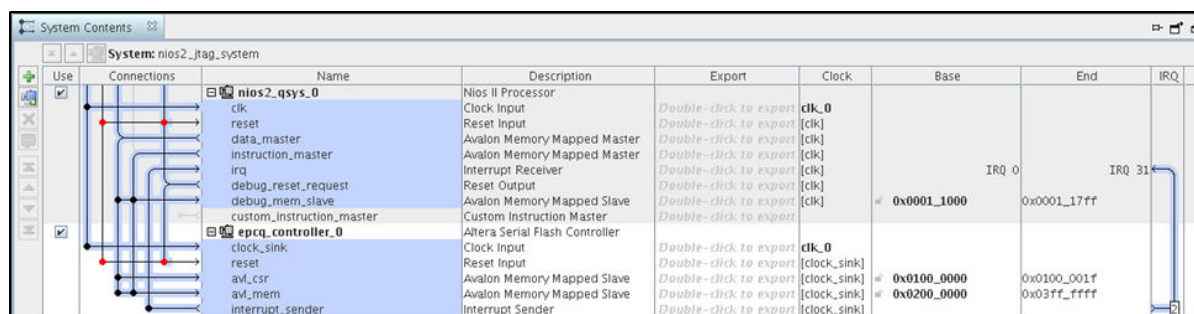 System Contents
System: nios2_jtag_system
Use Connections Name Description Export Clock Base End IRQ
nios2_qsys_0 Nios II Processor
clk Clock Input Double-click to export clk_0
reset Reset Input Double-click to export [clk]
data_master Avalon Memory Mapped Master Double-click to export [clk]
instruction_master Avalon Memory Mapped Master Double-click to export [clk]
irq Interrupt Receiver Double-click to export [clk] IRQ 0 IRQ 31
debug_reset_request Reset Output Double-click to export [clk]
debug_mem_slave Avalon Memory Mapped Slave Double-click to export [clk] 0x0001_1000 0x0001_17ff
custom_instruction_master Custom Instruction Master Double-click to export
epcq_controller_0 Altera Serial Flash Controller
clock_sink Clock Input Double-click to export clk_0
reset Reset Input Double-click to export [clock_sink]
avl_csr Avalon Memory Mapped Slave Double-click to export [clock_sink] 0x0100_0000 0x0100_001f
avl_mem Avalon Memory Mapped Slave Double-click to export [clock_sink] 0x0200_0000 0x03ff_ffff
interrupt_sender Interrupt Sender Double-click to export [clock_sink] 2